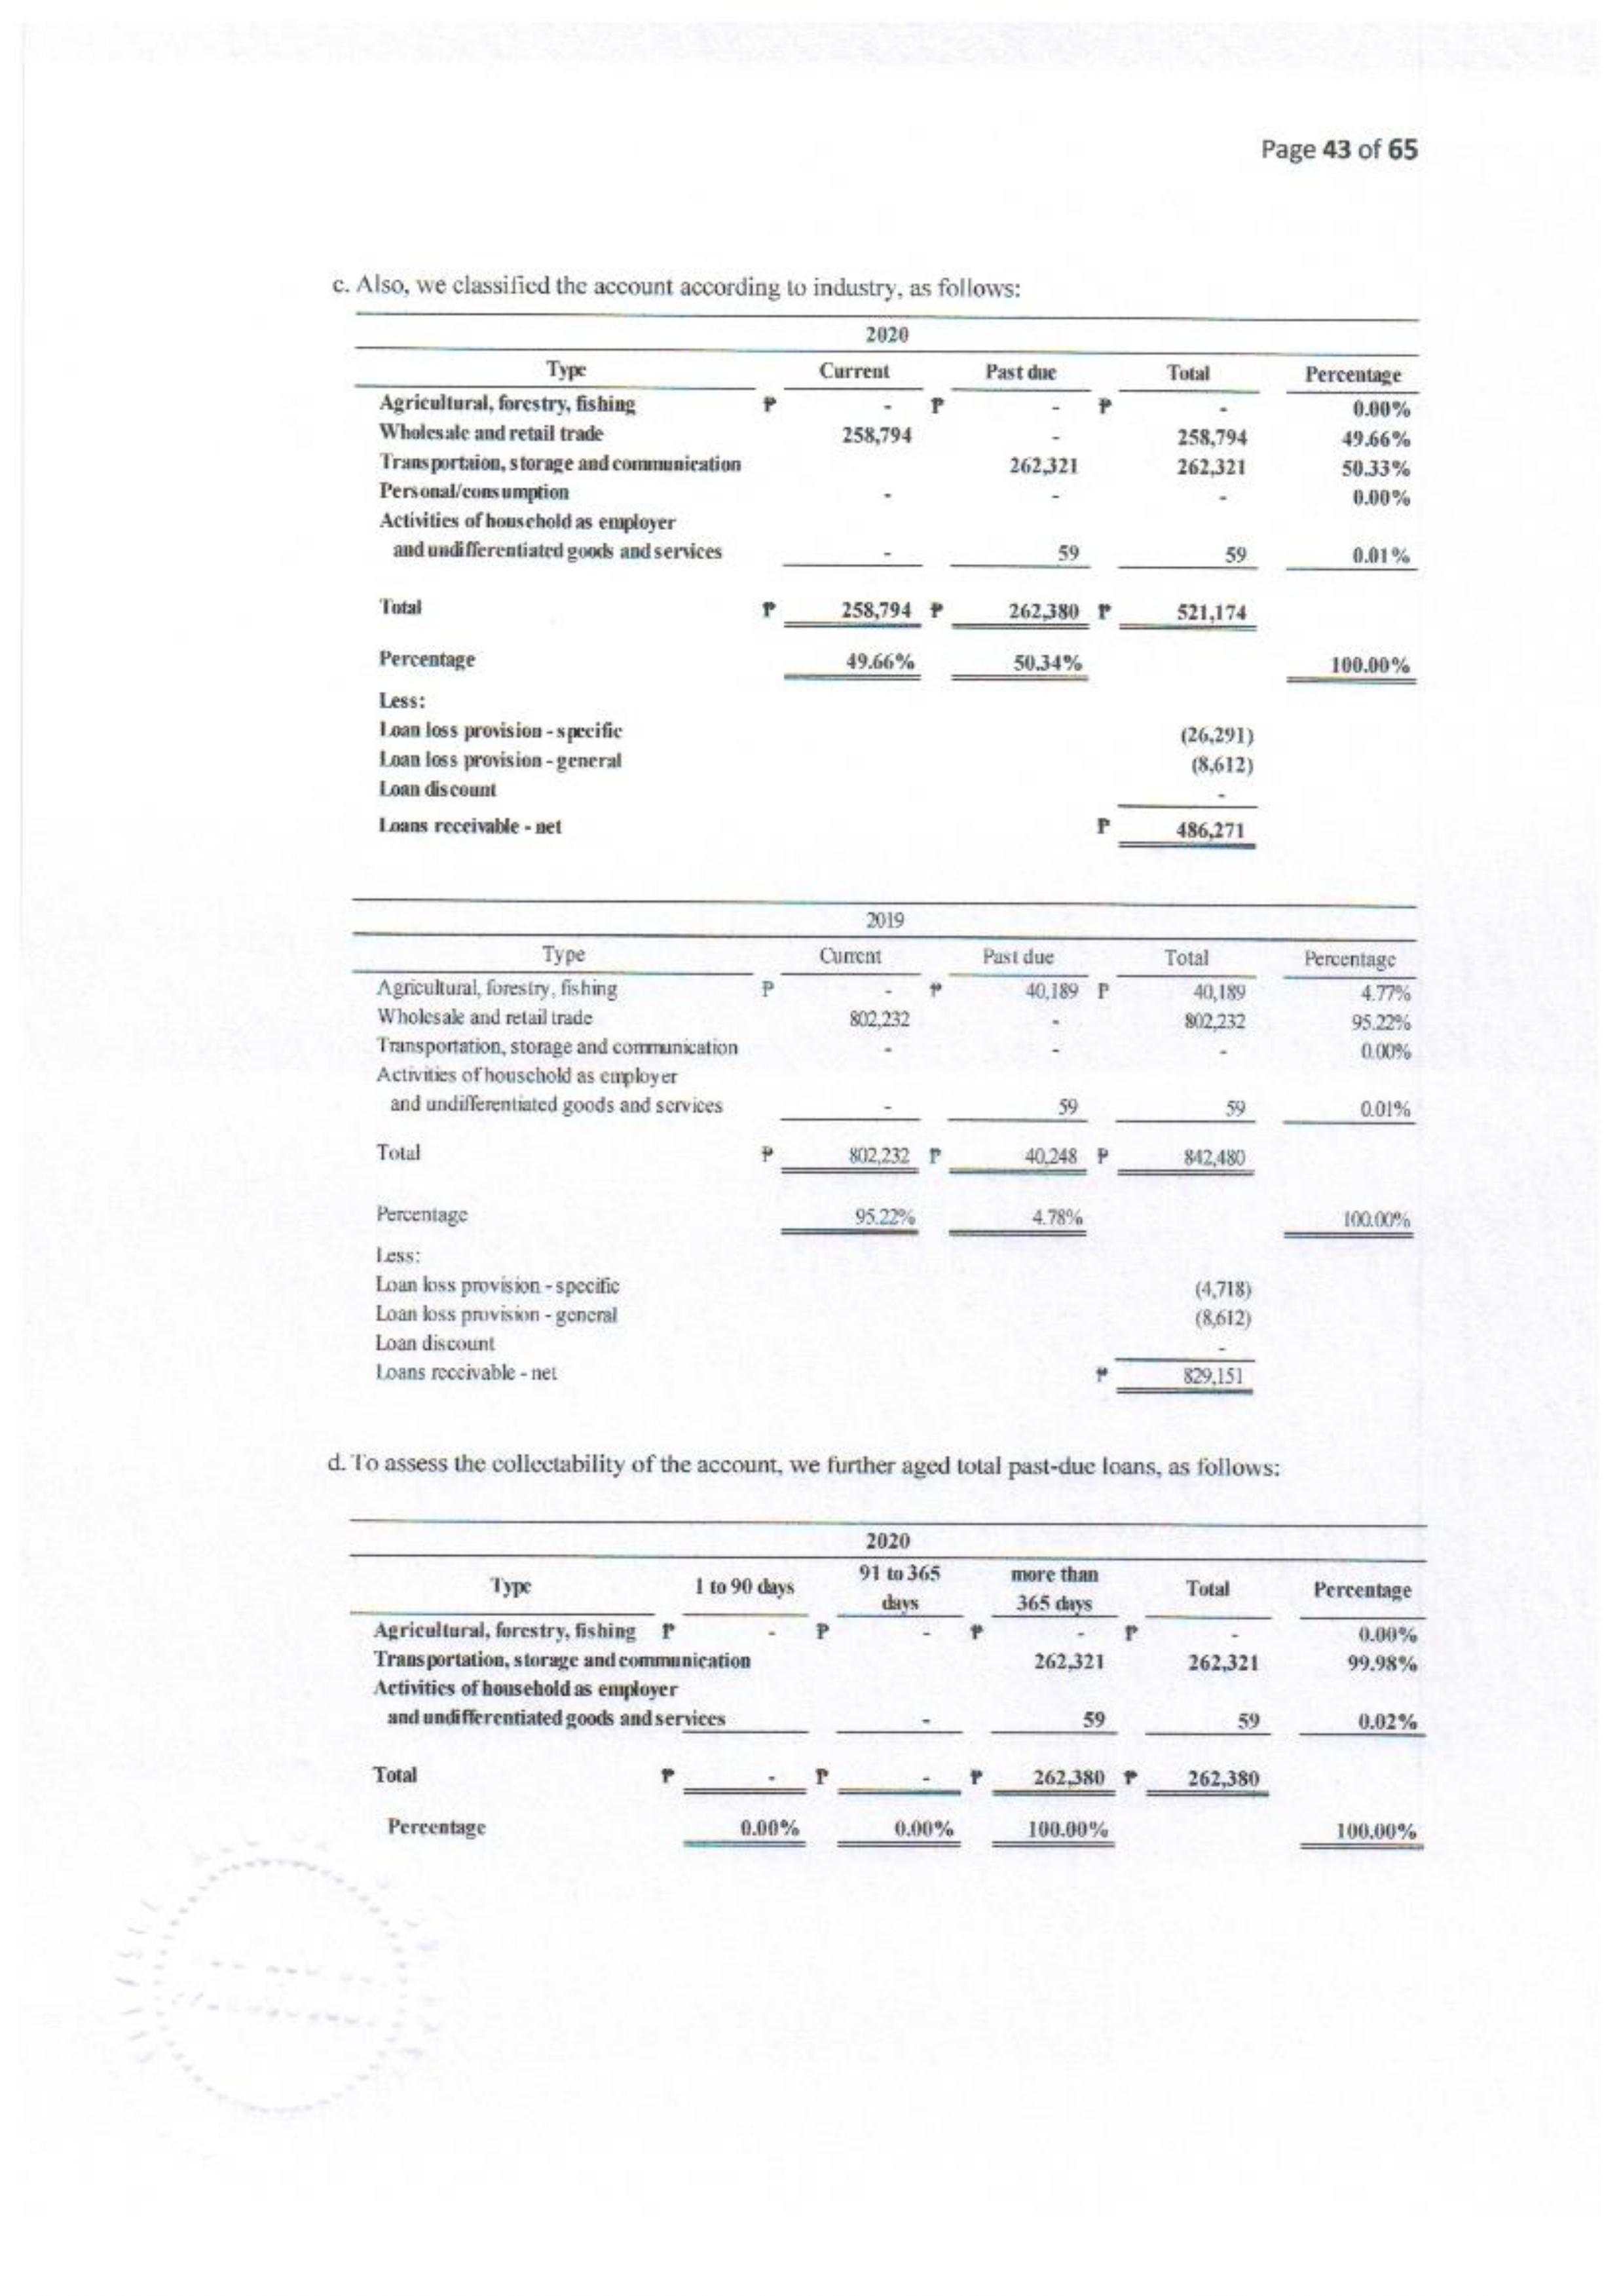 Page 43 of 65
c. Also, we classified the account according to industry, as follows:
2020
Type Current Past due Total Percentage
Agricultural, forestry, fishing ₱ - ₱ - ₱ - 0.00%
Wholesale and retail trade 258,794 - 258,794 49.66%
Transportaion, storage and communication 262,321 262,321 50.33%
Personal/consumption - - - 0.00%
Activities of household as employer
and undifferentiated goods and services - 59 59 0.01%
Total ₱ 258,794 ₱ 262,380 ₱ 521,174
Percentage 49.66% 50.34% 100.00%
Less:
Loan loss provision - specific (26,291)
Loan loss provision - general (8,612)
Loan discount -
Loans receivable - net ₱ 486,271
2019
Type Current Past due Total Percentage
Agricultural, forestry, fishing ₱ - ₱ 40,189 ₱ 40,189 4.77%
Wholesale and retail trade 802,232 - 802,232 95.22%
Transportation, storage and communication - - - 0.00%
Activities of household as employer
and undifferentiated goods and services - 59 59 0.01%
Total ₱ 802,232 ₱ 40,248 ₱ 842,480
Percentage 95.22% 4.78% 100.00%
Less:
Loan loss provision - specific (4,718)
Loan loss provision - general (8,612)
Loan discount -
Loans receivable - net ₱ 829,151
d. To assess the collectability of the account, we further aged total past-due loans, as follows:
2020
Type 1 to 90 days 91 to 365 days more than 365 days Total Percentage
Agricultural, forestry, fishing ₱ - ₱ - ₱ - ₱ - 0.00%
Transportation, storage and communication 262,321 262,321 99.98%
Activities of household as employer
and undifferentiated goods and services - 59 59 0.02%
Total ₱ - ₱ - ₱ 262,380 ₱ 262,380
Percentage 0.00% 0.00% 100.00% 100.00%